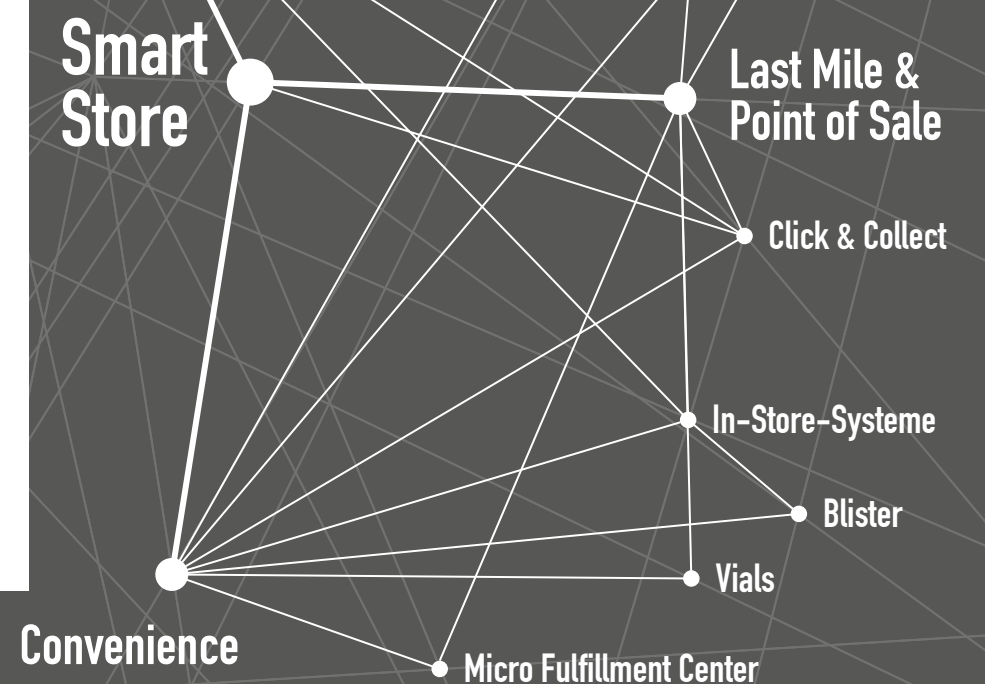 Smart
Store
Last Mile &
Point of Sale
Click & Collect
In-Store-Systeme
Blister
Vials
Convenience
Micro Fulfillment Center